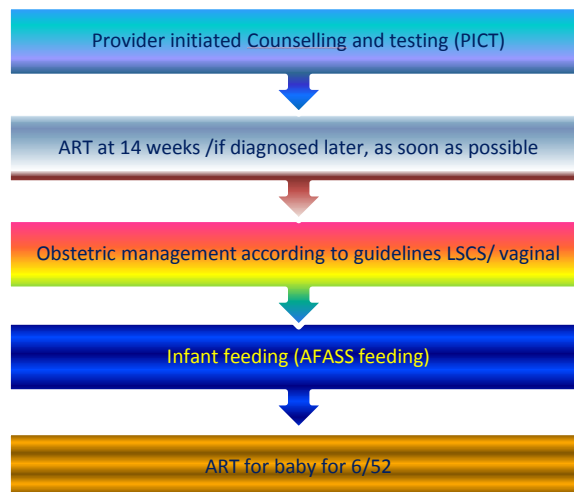 Provider initiated Counselling and testing (PICT)
ART at 14 weeks /if diagnosed later, as soon as possible
Obstetric management according to guidelines LSCS/ vaginal
Infant feeding (AFASS feeding)
ART for baby for 6/52